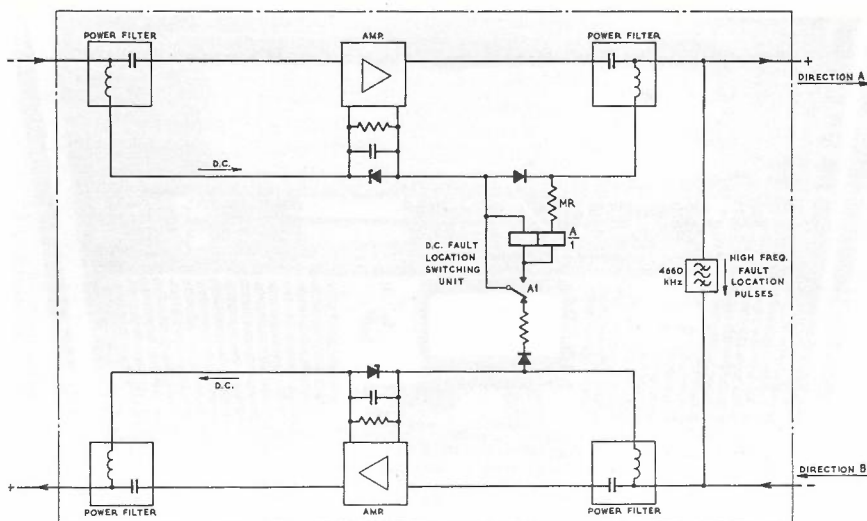 POWER FILTER
AMP.
POWER FILTER
-
+
DIRECTION A
D.C.
MR
A
1
D.C. FAULT
LOCATION
SWITCHING
UNIT
A1
4660
kHz
HIGH FREQ.
FAULT
LOCATION
PULSES
D.C.
DIRECTION B
+
-
POWER FILTER
AMP.
POWER FILTER